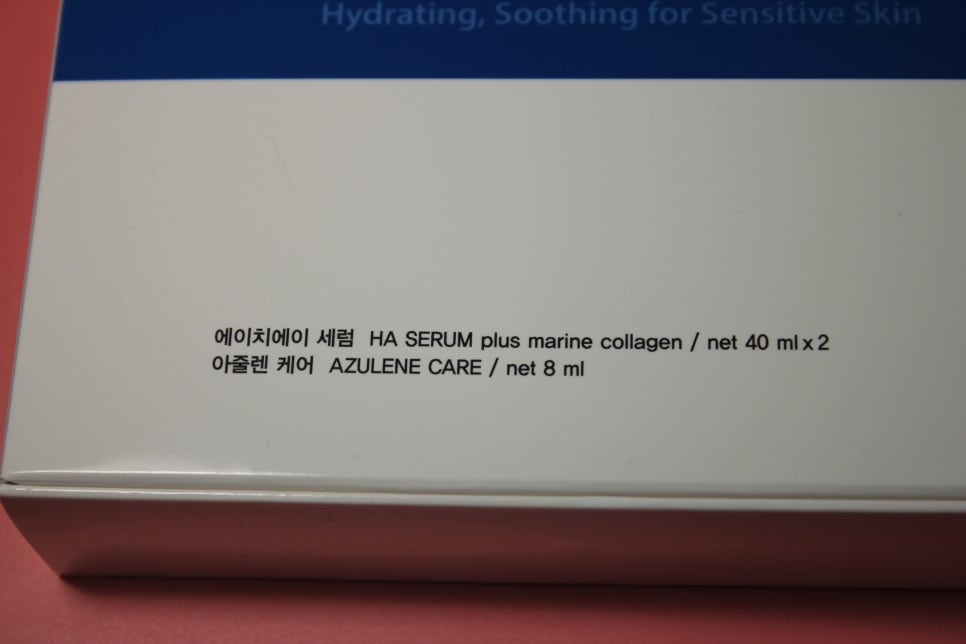 Hydrating, Soothing for Sensitive Skin
에이치에이 세럼 HA SERUM plus marine collagen / net 40 ml x 2
아줄렌 케어 AZULENE CARE / net 8 ml